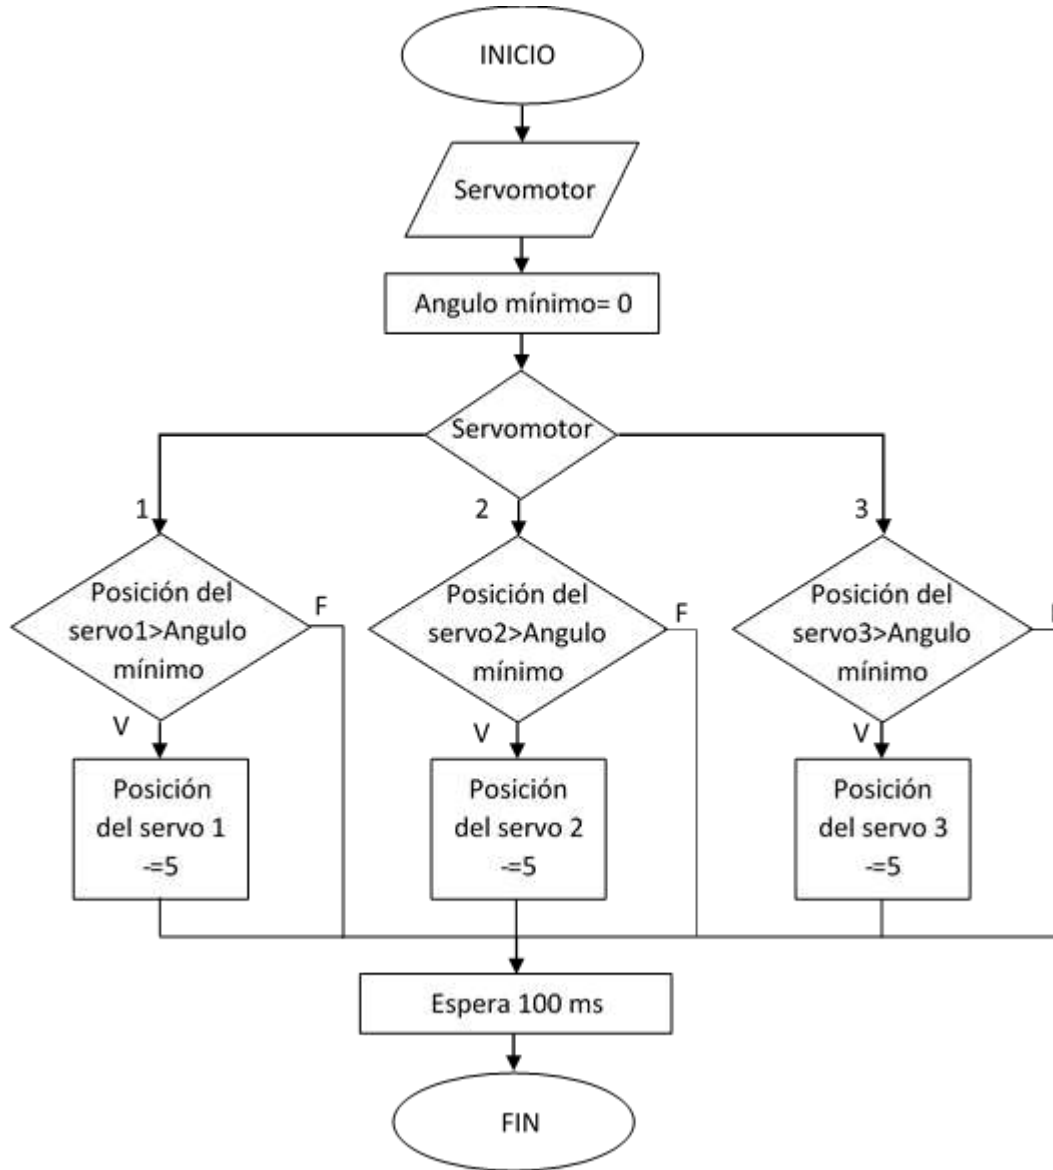 INICIO
Servomotor
Angulo mínimo= 0
Servomotor
1
2
3
Posición del
servo1>Angulo
mínimo
F
Posición del
servo2>Angulo
mínimo
F
Posición del
servo3>Angulo
mínimo
V
V
V
Posición
del servo 1
-=5
Posición
del servo 2
-=5
Posición
del servo 3
-=5
Espera 100 ms
FIN